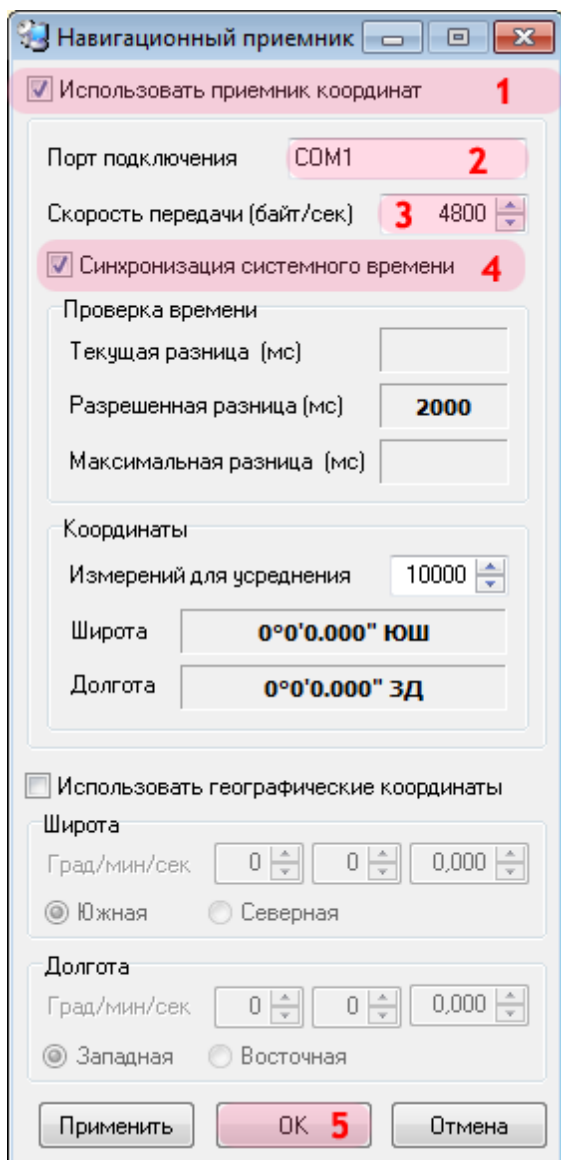 Навигационный приемник
Использовать приемник координат 1
Порт подключения COM1 2
Скорость передачи (байт/сек) 3 4800
Синхронизация системного времени 4
Проверка времени
Текущая разница (мс)
Разрешенная разница (мс) 2000
Максимальная разница (мс)
Координаты
Измерений для усреднения 10000
Широта 0°0'0.000" ЮШ
Долгота 0°0'0.000" ЗД
Использовать географические координаты
Широта
Град/мин/сек 0 0 0,000
Южная Северная
Долгота
Град/мин/сек 0 0 0,000
Западная Восточная
Применить OK 5 Отмена